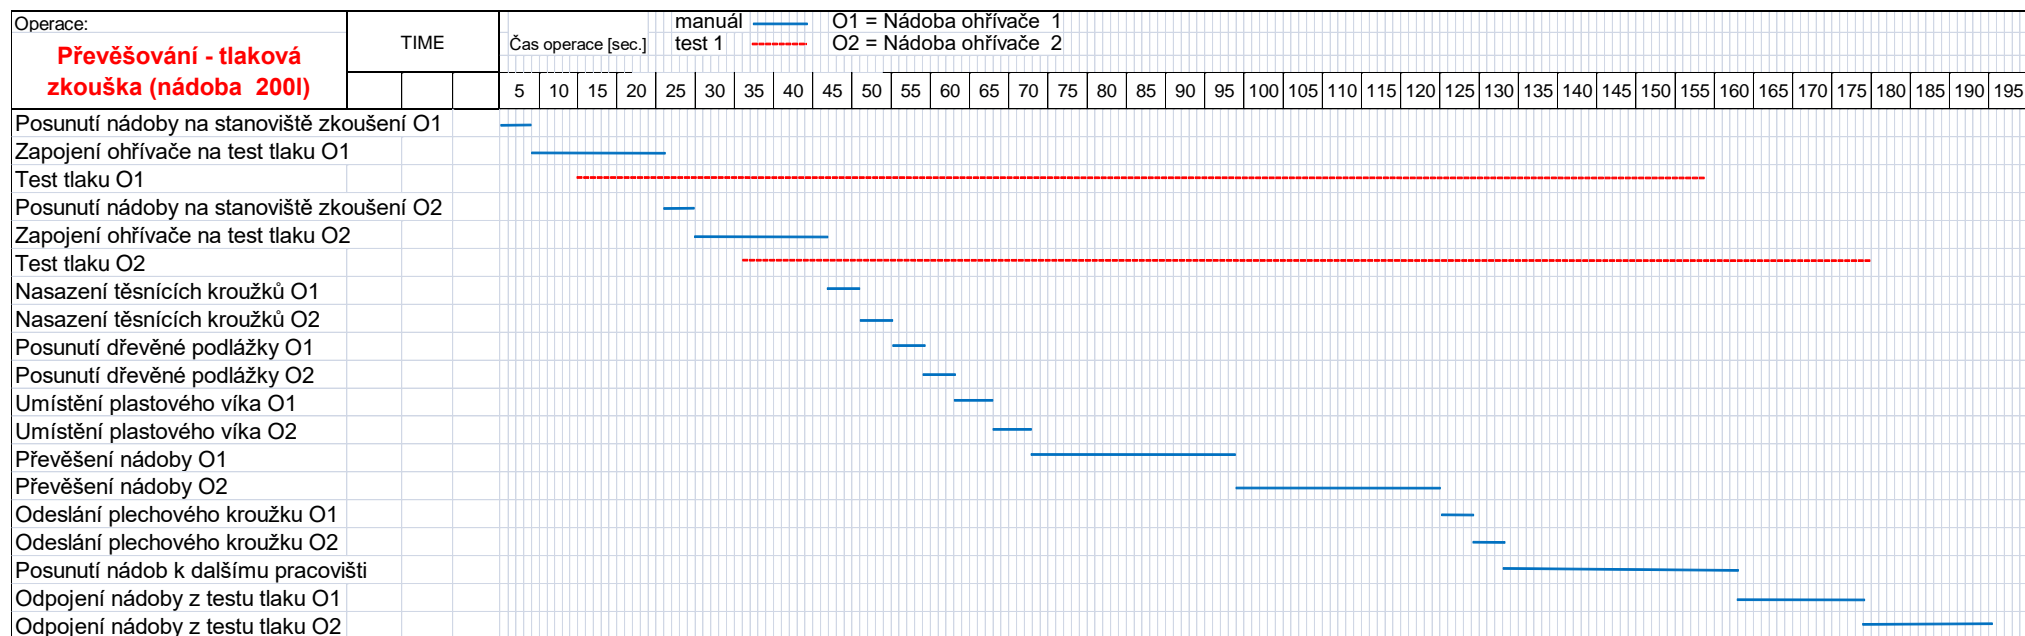 Operace:
Převěšování - tlaková
zkouška (nádoba  200l)
TIME
Čas operace [sec.]
manuál
test 1
O1 = Nádoba ohřívače  1
O2 = Nádoba ohřívače  2
5 10 15 20 25 30 35 40 45 50 55 60 65 70 75 80 85 90 95 100 105 110 115 120 125 130 135 140 145 150 155 160 165 170 175 180 185 190 195
Posunutí nádoby na stanoviště zkoušení O1
Zapojení ohřívače na test tlaku O1
Test tlaku O1
Posunutí nádoby na stanoviště zkoušení O2
Zapojení ohřívače na test tlaku O2
Test tlaku O2
Nasazení těsnících kroužků O1
Nasazení těsnících kroužků O2
Posunutí dřevěné podlážky O1
Posunutí dřevěné podlážky O2
Umístění plastového víka O1
Umístění plastového víka O2
Převěšení nádoby O1
Převěšení nádoby O2
Odeslání plechového kroužku O1
Odeslání plechového kroužku O2
Posunutí nádob k dalšímu pracovišti
Odpojení nádoby z testu tlaku O1
Odpojení nádoby z testu tlaku O2